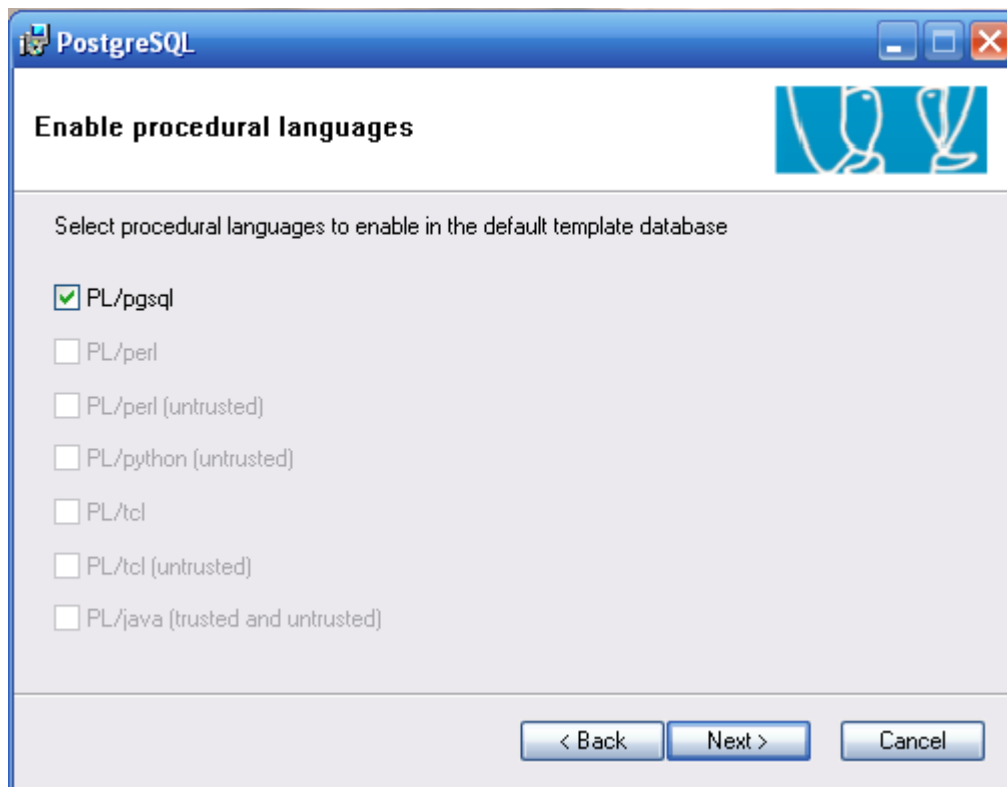 PostgreSQL
Enable procedural languages
Select procedural languages to enable in the default template database
PL/pgsql
PL/perl
PL/perl (untrusted)
PL/python (untrusted)
PL/tcl
PL/tcl (untrusted)
PL/java (trusted and untrusted)
< Back Next > Cancel